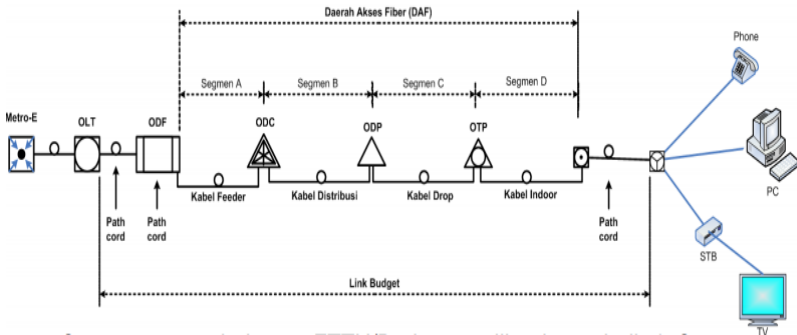 Daerah Akses Fiber (DAF)
Segmen A
Segmen B
Segmen C
Segmen D
Phone
Metro-E
OLT
ODF
ODC
ODP
OTP
Kabel Feeder
Kabel Distribusi
Kabel Drop
Kabel Indoor
PC
Path cord
Path cord
Path cord
STB
Link Budget
TV